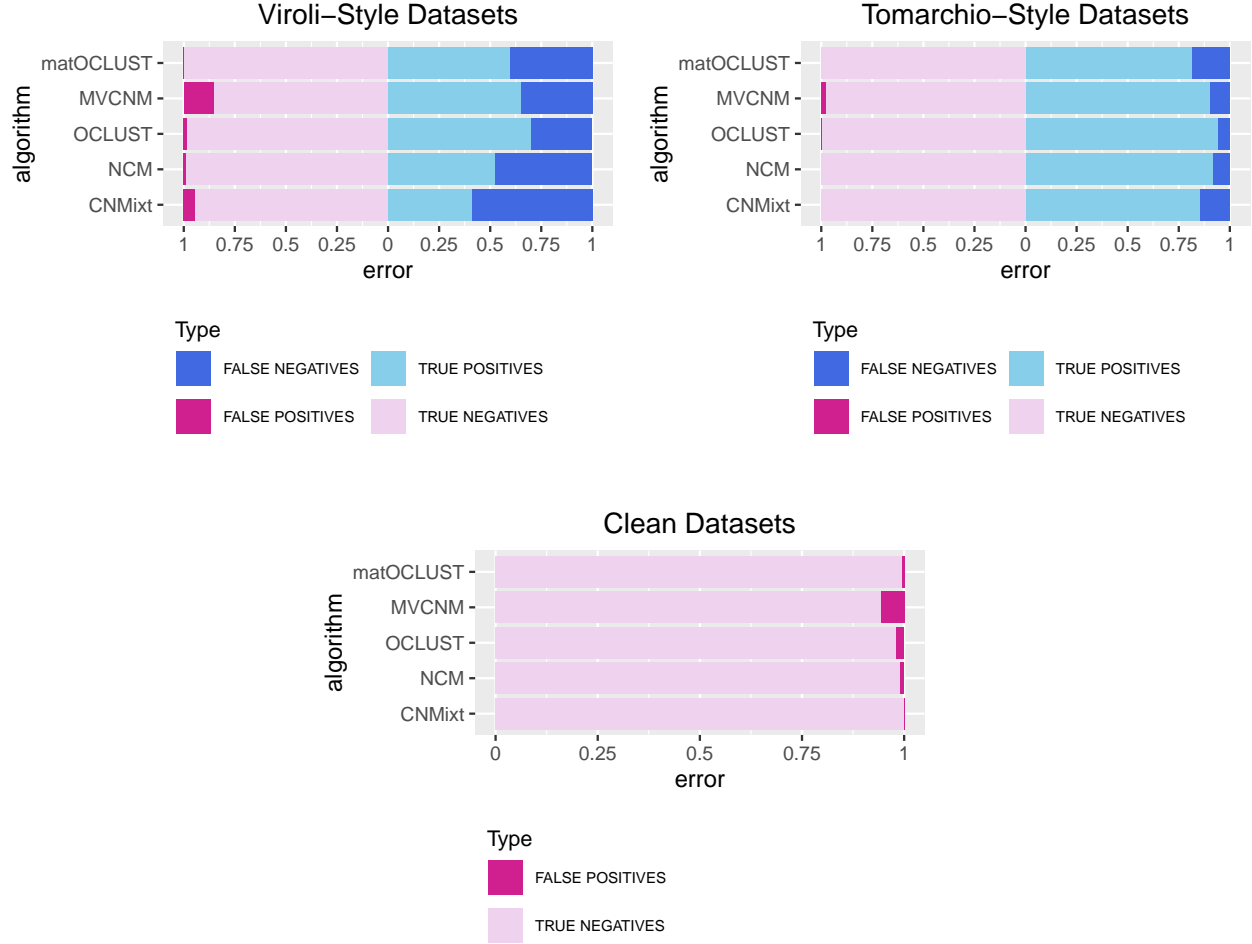 Viroli−Style Datasets
algorithm
matOCLUST
MVCNM
OCLUST
NCM
CNMixt
1 0.75 0.5 0.25 0 0.25 0.5 0.75 1
error
Type
FALSE NEGATIVES TRUE POSITIVES
FALSE POSITIVES TRUE NEGATIVES
Tomarchio−Style Datasets
algorithm
matOCLUST
MVCNM
OCLUST
NCM
CNMixt
1 0.75 0.5 0.25 0 0.25 0.5 0.75 1
error
Type
FALSE NEGATIVES TRUE POSITIVES
FALSE POSITIVES TRUE NEGATIVES
Clean Datasets
algorithm
matOCLUST
MVCNM
OCLUST
NCM
CNMixt
0 0.25 0.5 0.75 1
error
Type
FALSE POSITIVES
TRUE NEGATIVES